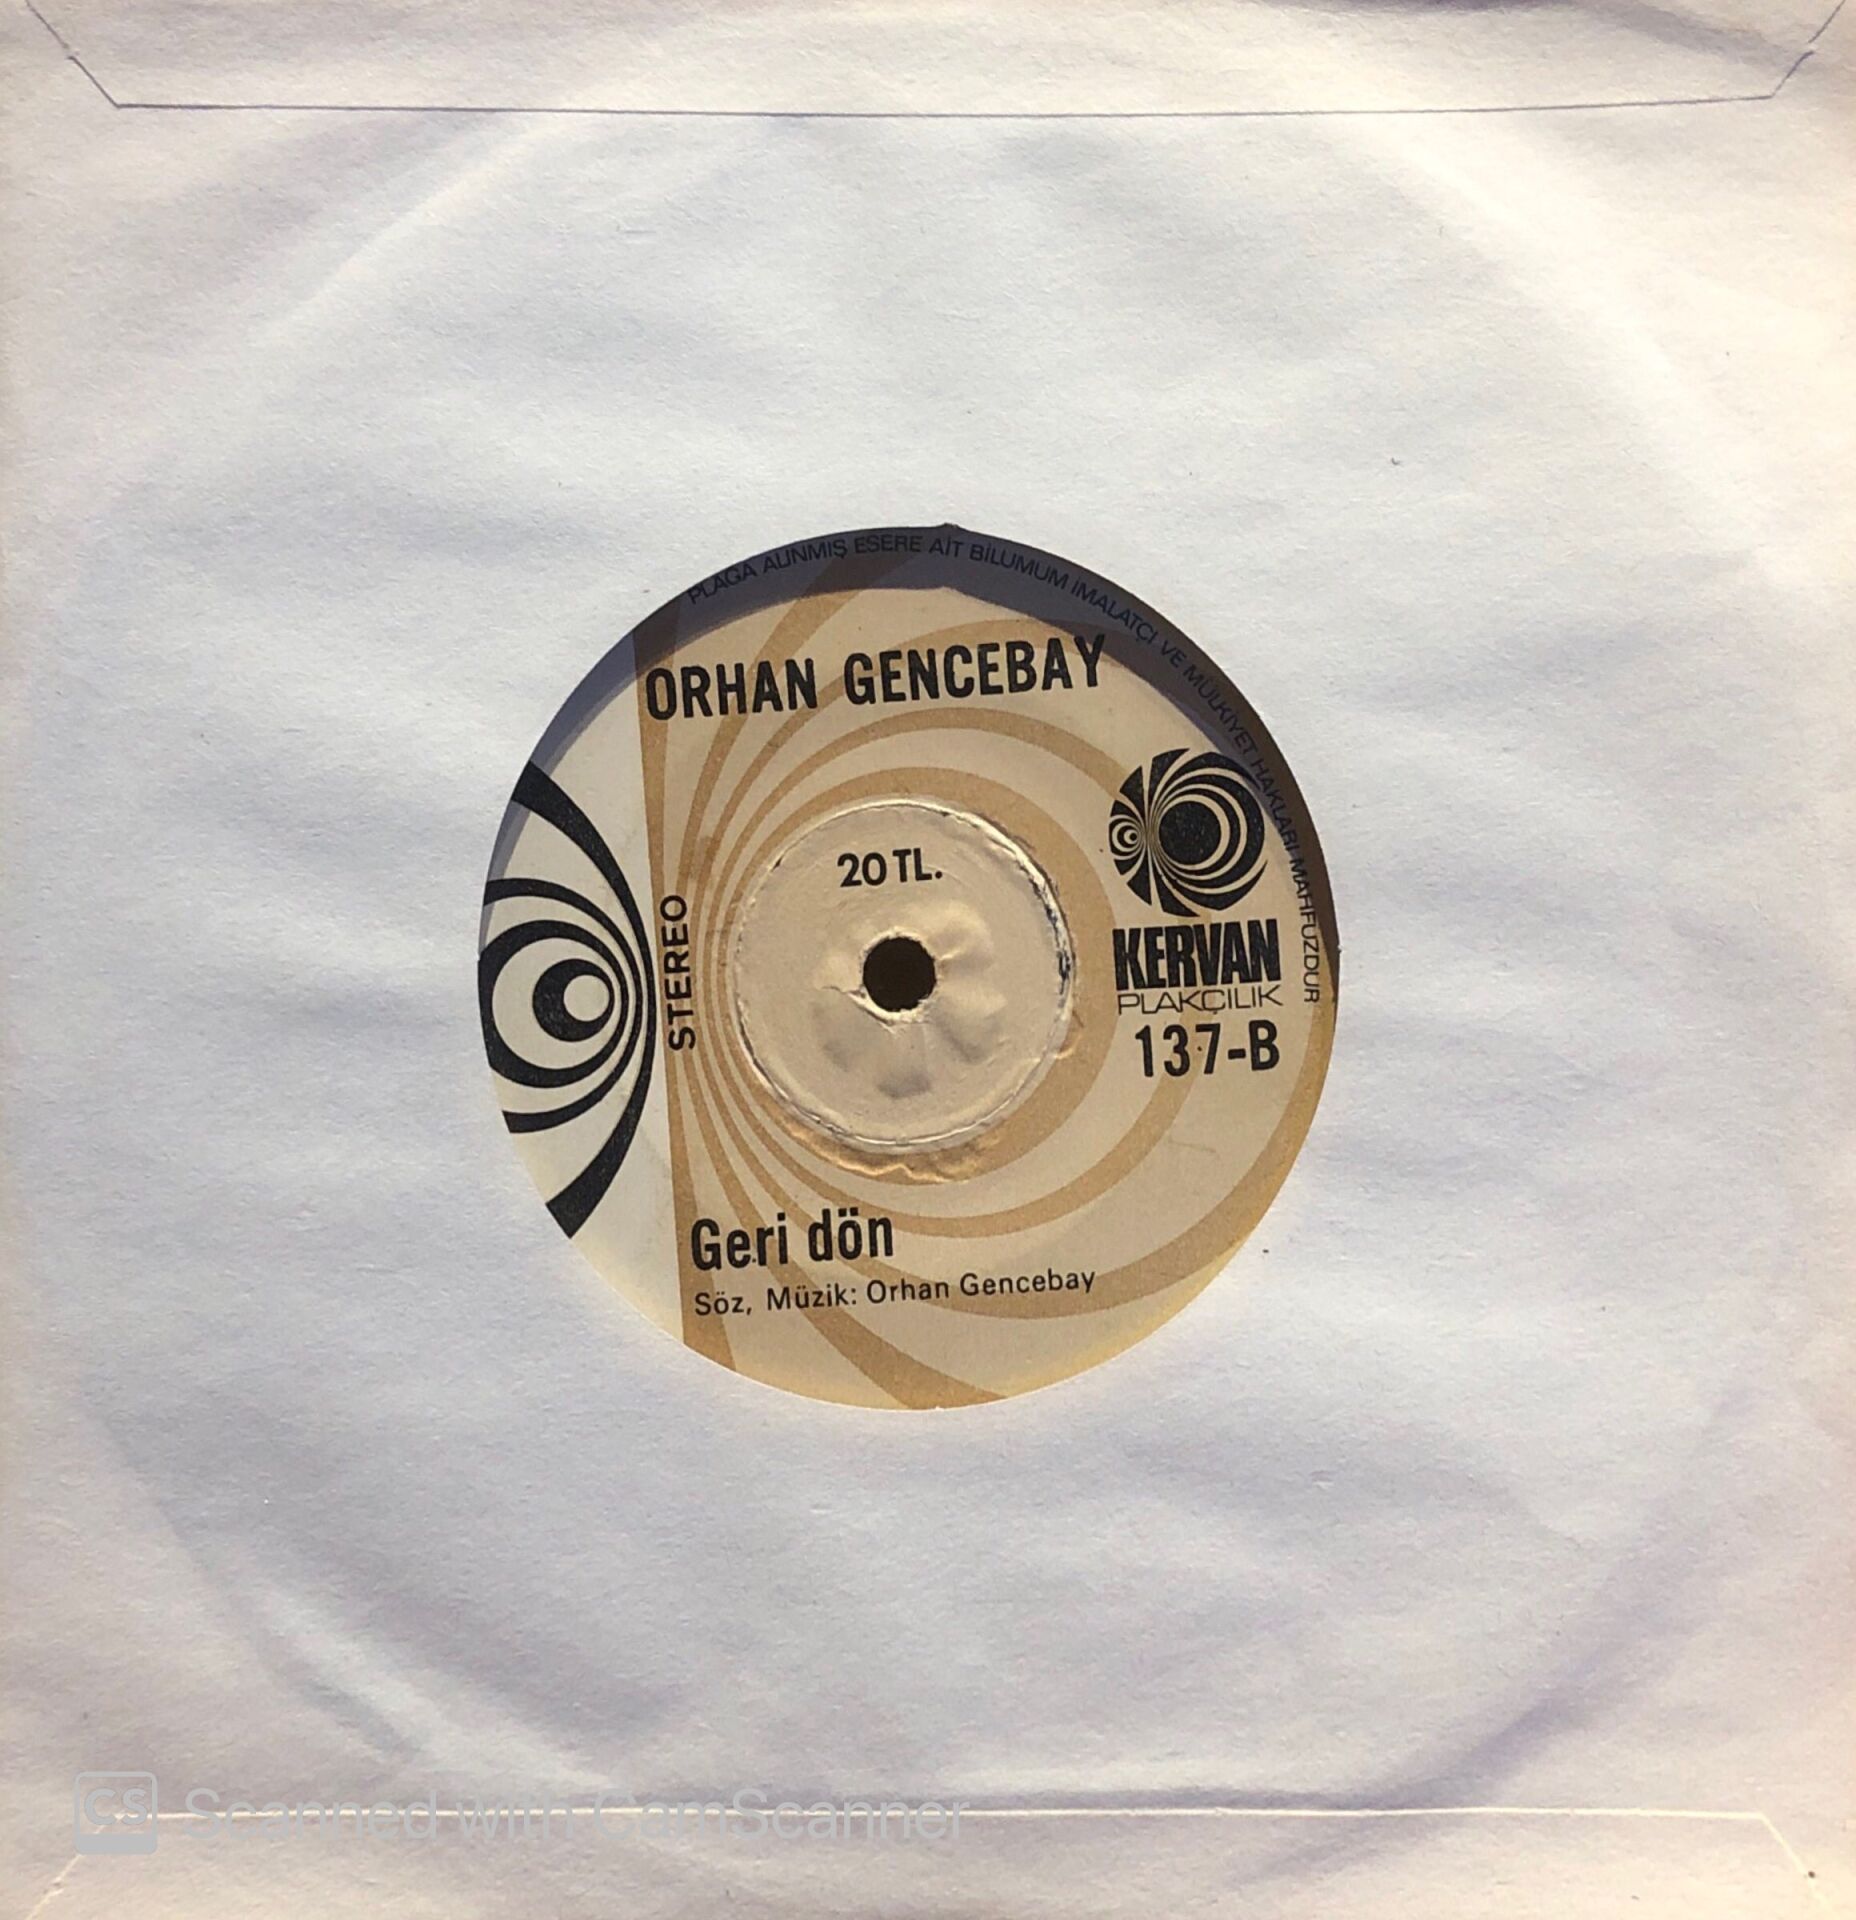 PLAĞA ALINMIŞ ESERE AİT BİLUMUM İMALATÇI VE MÜLKİYET HAKLARI MAHFUZDUR
ORHAN GENCEBAY
20 TL.
STEREO
KERVAN
PLAKÇILIK
137-B
Geri dön
Söz, Müzik: Orhan Gencebay
CS Scanned with CamScanner